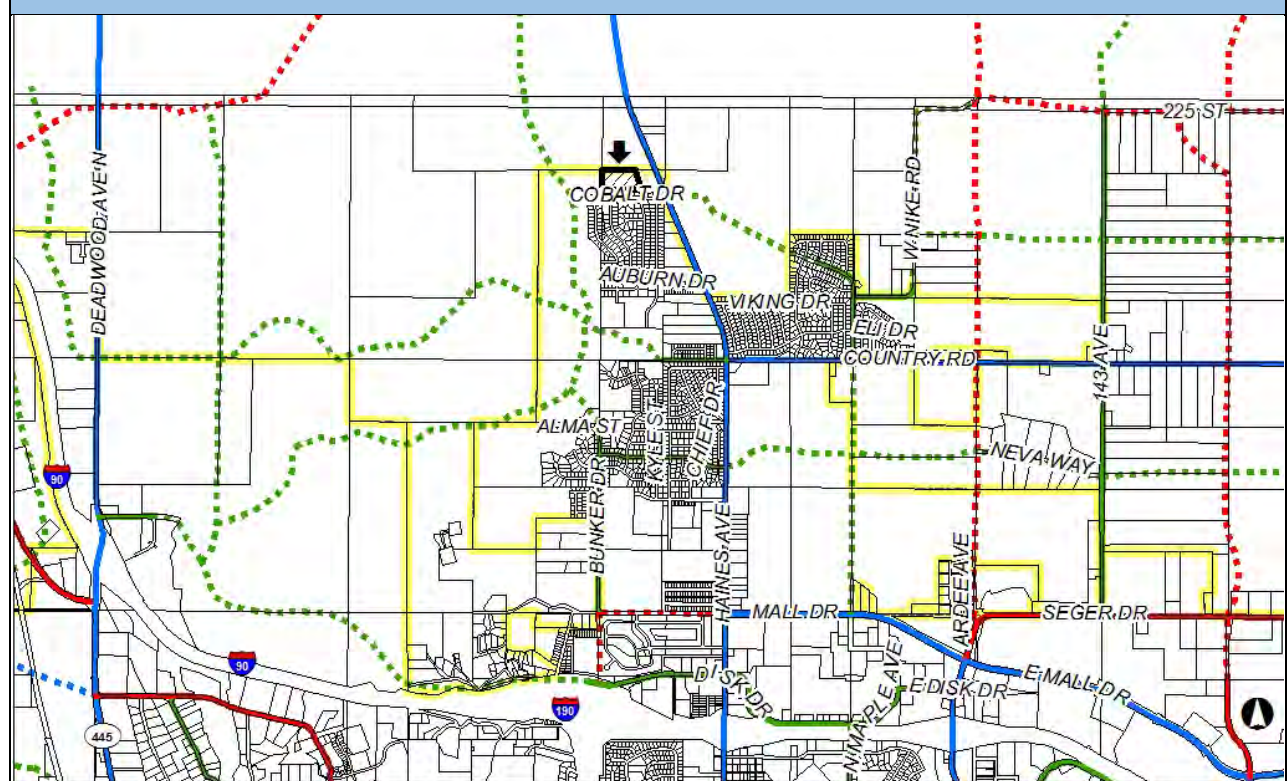 225 ST
COBALT DR
DEADWOOD AVE N
W NIKE RD
AUBURN DR
VIKING DR
ELI DR
COUNTRY RD
143 AVE
ALMA ST
KYLE ST
CHIEF DR
NEVA WAY
90
BUNKER DR
HAINES AVE
ARDEE AVE
MALL DR
SEGER DR
90
DISK DR
E DISK DR
E MALL DR
190
445